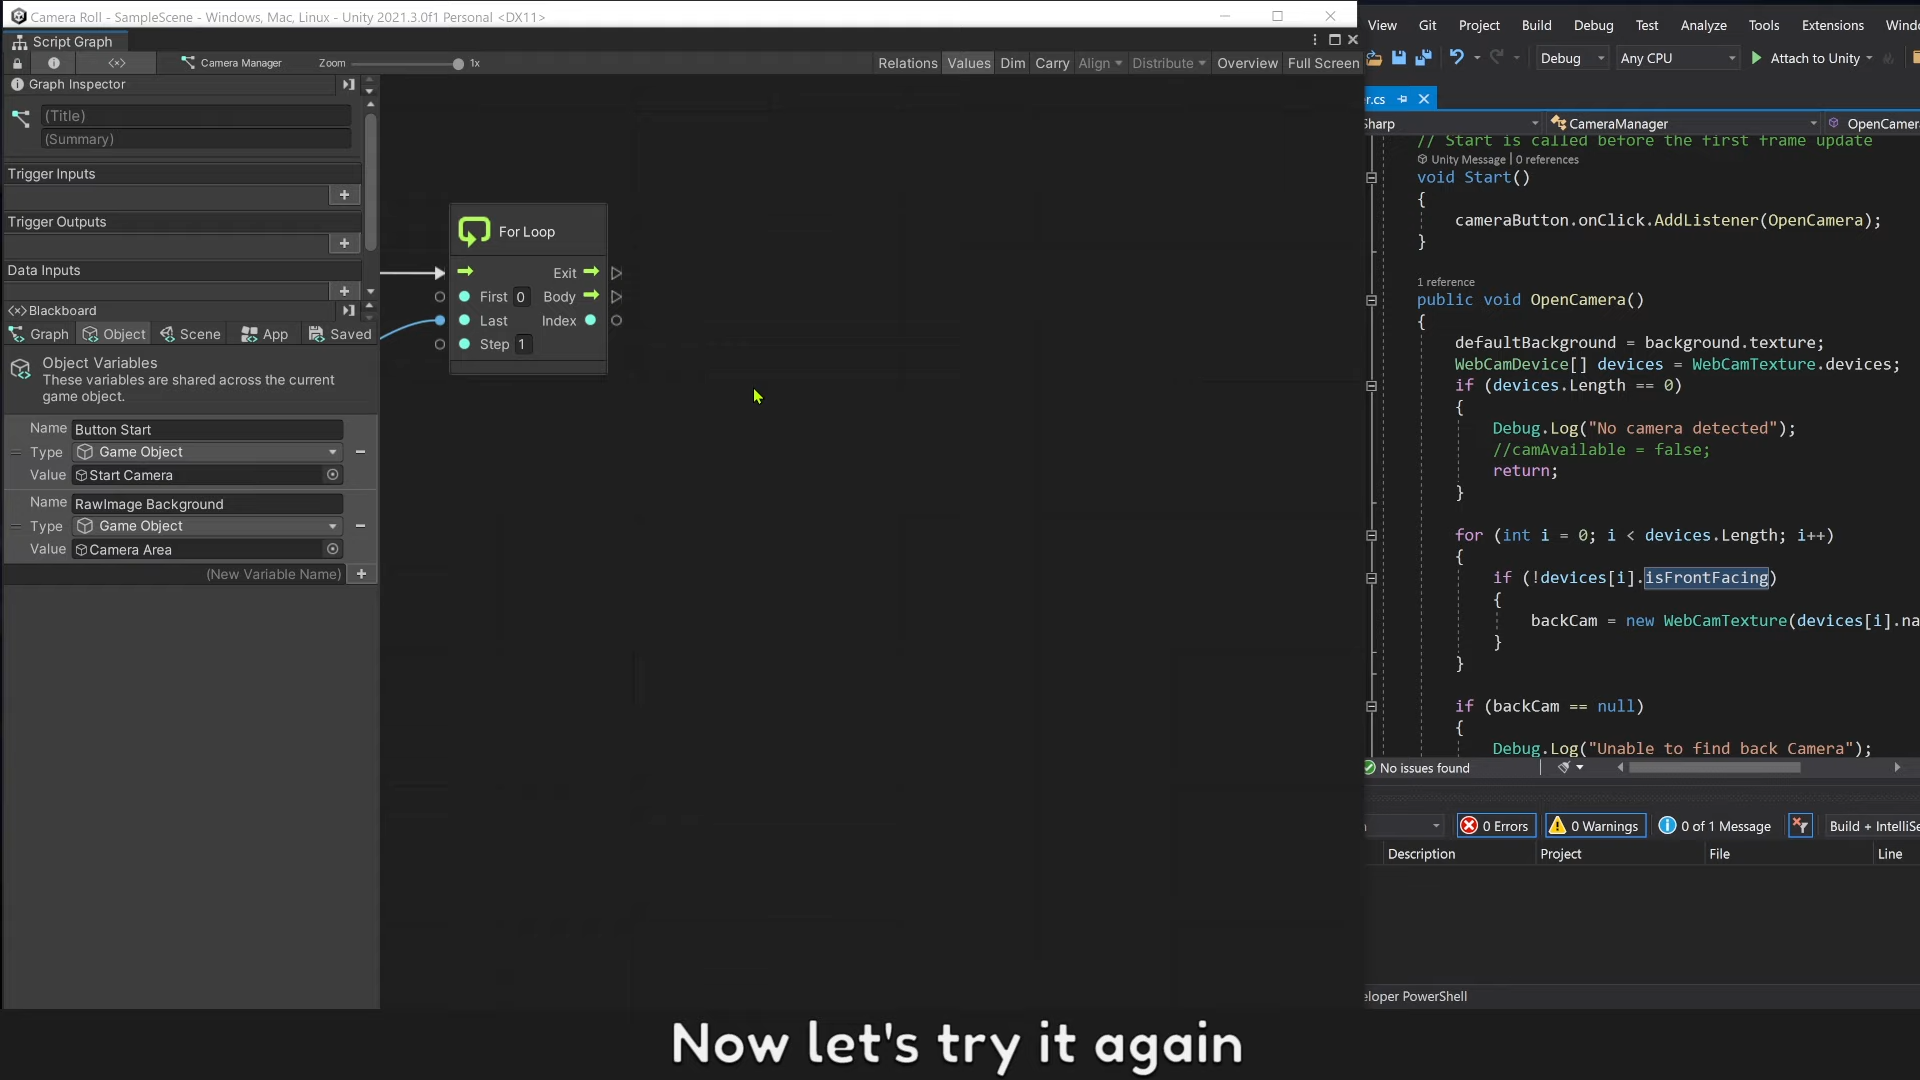 Camera Roll - SampleScene - Windows, Mac, Linux - Unity 2021.3.0f1 Personal <DX11>
Script Graph
Camera Manager
Zoom
1x
Relations
Values
Dim
Carry
Align
Distribute
Overview
Full Screen
Graph Inspector
(Title)
(Summary)
Trigger Inputs
Trigger Outputs
Data Inputs
Blackboard
Graph
Object
Scene
App
Saved
Object Variables
These variables are shared across the current
game object.
Name Button Start
Type Game Object
Value Start Camera
Name RawImage Background
Type Game Object
Value Camera Area
(New Variable Name)
For Loop
Exit
First 0 Body
Last Index
Step 1
View Git Project Build Debug Test Analyze Tools Extensions Windo
Debug Any CPU Attach to Unity
r.cs
Sharp CameraManager OpenCamera
// Start is called before the first frame update
Unity Message | 0 references
void Start()
{
cameraButton.onClick.AddListener(OpenCamera);
}
1 reference
public void OpenCamera()
{
defaultBackground = background.texture;
WebCamDevice[] devices = WebCamTexture.devices;
if (devices.Length == 0)
{
Debug.Log("No camera detected");
//camAvailable = false;
return;
}
for (int i = 0; i < devices.Length; i++)
{
if (!devices[i].isFrontFacing)
{
backCam = new WebCamTexture(devices[i].na
}
}
if (backCam == null)
{
Debug.Log("Unable to find back Camera");
No issues found
0 Errors 0 Warnings 0 of 1 Message Build + IntelliSe
Description Project File Line
eloper PowerShell
Now let's try it again